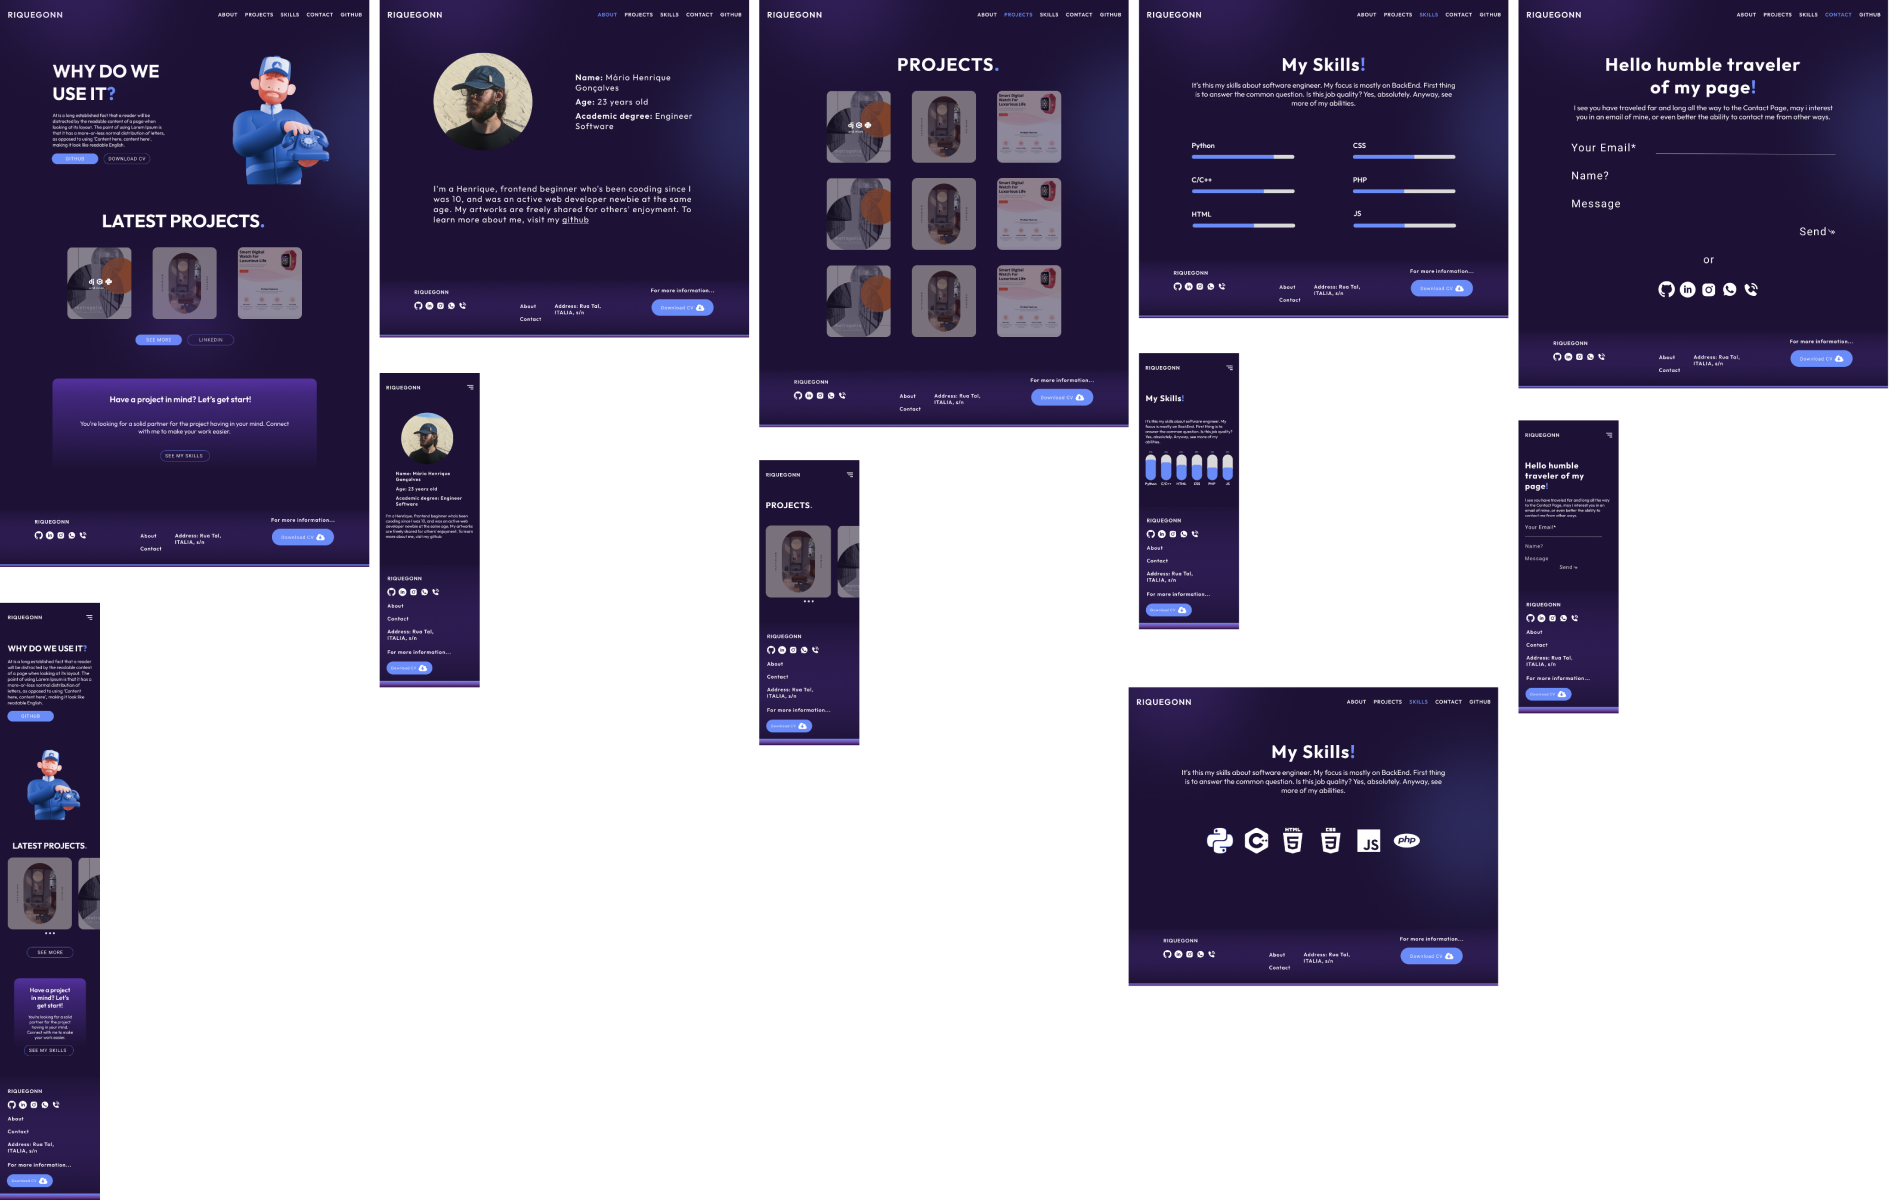 RIQUEGONN
ABOUT PROJECTS SKILLS CONTACT GITHUB
WHY DO WE
USE IT?
At is a long established fact that a reader will be
distracted by the readable content of a page when
looking at its layout. The point of using Lorem Ipsum is
that it has a more-or-less normal distribution of letters,
as opposed to using 'Content here, content here',
making it look like readable English.
GITHUB
DOWNLOAD CV
LATEST PROJECTS.
Smart Digital
Watch For
Luxurious Life
SEE MORE
LINKEDIN
Have a project in mind? Let's get start!
You're looking for a solid partner for the project having in your mind. Connect
with me to make your work easier.
SEE MY SKILLS
RIQUEGONN
About
Contact
Address: Rua Tal,
ITALIA, s/n
For more information...
Download CV
RIQUEGONN
ABOUT PROJECTS SKILLS CONTACT GITHUB
Name: Mário Henrique
Gonçalves
Age: 23 years old
Academic degree: Engineer
Software
I'm a Henrique, frontend beginner who's been cooding since I
was 10, and was an active web developer newbie at the same
age. My artworks are freely shared for others' enjoyment. To
learn more about me, visit my github
RIQUEGONN
About
Contact
Address: Rua Tal,
ITALIA, s/n
For more information...
Download CV
RIQUEGONN
ABOUT PROJECTS SKILLS CONTACT GITHUB
PROJECTS.
Smart Digital
Watch For
Luxurious Life
Smart Digital
Watch For
Luxurious Life
Smart Digital
Watch For
Luxurious Life
RIQUEGONN
About
Contact
Address: Rua Tal,
ITALIA, s/n
For more information...
Download CV
RIQUEGONN
ABOUT PROJECTS SKILLS CONTACT GITHUB
My Skills!
It's this my skills about software engineer. My focus is mostly on BackEnd. First thing
is to answer the common question. Is this job quality? Yes, absolutely. Anyway, see
more of my abilities.
Python
CSS
C/C++
PHP
HTML
JS
RIQUEGONN
About
Contact
Address: Rua Tal,
ITALIA, s/n
For more information...
Download CV
RIQUEGONN
ABOUT PROJECTS SKILLS CONTACT GITHUB
Hello humble traveler
of my page!
I see you have traveled far and long all the way to the Contact Page, may i interest
you in an email of mine, or even better the ability to contact me from other ways.
Your Email*
Name?
Message
Send
or
RIQUEGONN
About
Contact
Address: Rua Tal,
ITALIA, s/n
For more information...
Download CV
RIQUEGONN
WHY DO WE USE IT?
At is a long established fact that a reader
will be distracted by the readable content
of a page when looking at its layout. The
point of using Lorem Ipsum is that it has a
more-or-less normal distribution of
letters, as opposed to using 'Content
here, content here', making it look like
readable English.
GITHUB
LATEST PROJECTS.
SEE MORE
Have a project
in mind? Let's
get start!
You're looking for a solid
partner for the project
having in your mind.
Connect with me to make
your work easier.
SEE MY SKILLS
RIQUEGONN
About
Contact
Address: Rua Tal,
ITALIA, s/n
For more information...
Download CV
RIQUEGONN
Name: Mário Henrique
Gonçalves
Age: 23 years old
Academic degree: Engineer
Software
I'm a Henrique, frontend beginner who's been
cooding since I was 10, and was an active web
developer newbie at the same age. My artworks
are freely shared for others' enjoyment. To learn
more about me, visit my github
RIQUEGONN
About
Contact
Address: Rua Tal,
ITALIA, s/n
For more information...
Download CV
RIQUEGONN
PROJECTS.
RIQUEGONN
About
Contact
Address: Rua Tal,
ITALIA, s/n
For more information...
Download CV
RIQUEGONN
My Skills!
It's this my skills about software engineer. My
focus is mostly on BackEnd. First thing is to
answer the common question. Is this job quality?
Yes, absolutely. Anyway, see more of my
abilities.
Python C/C++ HTML CSS PHP JS
RIQUEGONN
About
Contact
Address: Rua Tal,
ITALIA, s/n
For more information...
Download CV
RIQUEGONN
Hello humble
traveler of my
page!
I see you have traveled far and long all the way
to the Contact Page, may i interest you in an
email of mine, or even better the ability to
contact me from other ways.
Your Email*
Name?
Message
Send
RIQUEGONN
About
Contact
Address: Rua Tal,
ITALIA, s/n
For more information...
Download CV
RIQUEGONN
ABOUT PROJECTS SKILLS CONTACT GITHUB
My Skills!
It's this my skills about software engineer. My focus is mostly on BackEnd. First thing
is to answer the common question. Is this job quality? Yes, absolutely. Anyway, see
more of my abilities.
HTML
5
CSS
3
JS
php
RIQUEGONN
About
Contact
Address: Rua Tal,
ITALIA, s/n
For more information...
Download CV